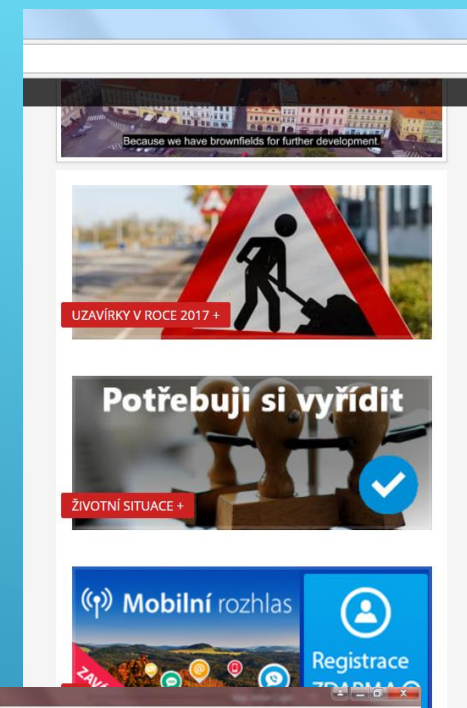 Because we have brownfields for further development.
UZAVÍRKY V ROCE 2017 +
Potřebuji si vyřídit
ŽIVOTNÍ SITUACE +
Mobilní rozhlas
Registrace